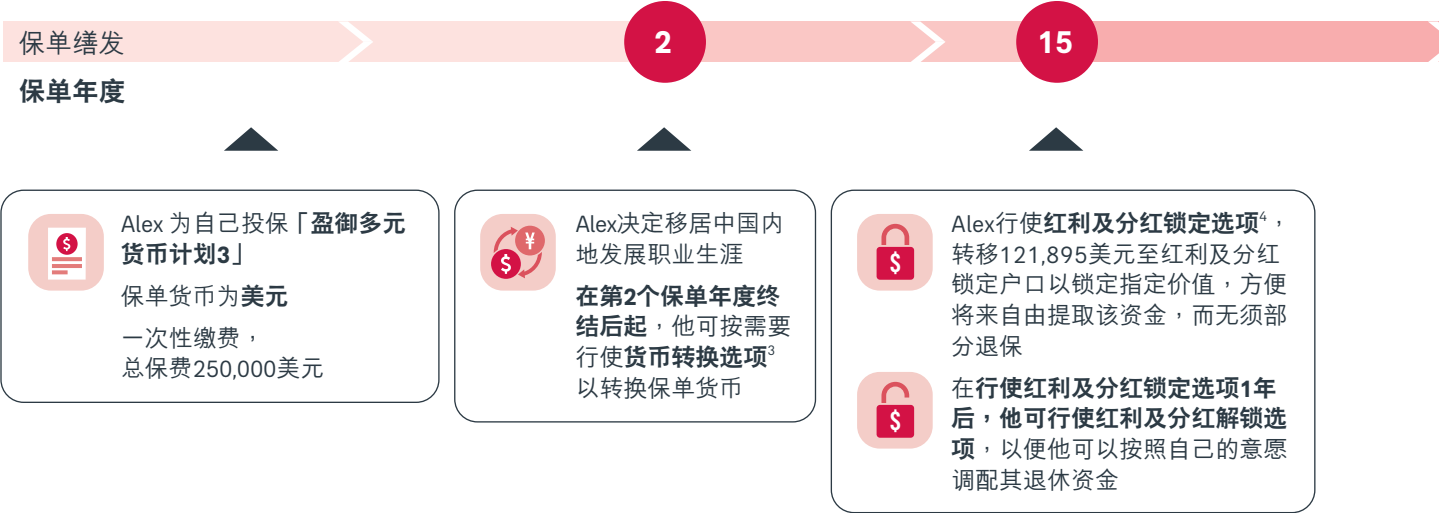 保单缮发
2
15
保单年度
Alex 为自己投保「盈御多元
货币计划3」
保单货币为美元
一次性缴费，
总保费250,000美元
$
Alex决定移居中国内
地发展职业生涯
在第2个保单年度终
结后起，他可按需要
行使货币转换选项3
以转换保单货币
¥
$
Alex行使红利及分红锁定选项4，
转移121,895美元至红利及分红
锁定户口以锁定指定价值，方便
将来自由提取该资金，而无须部
分退保
$
在行使红利及分红锁定选项1年
后，他可行使红利及分红解锁选
项，以便他可以按照自己的意愿
调配其退休资金
$